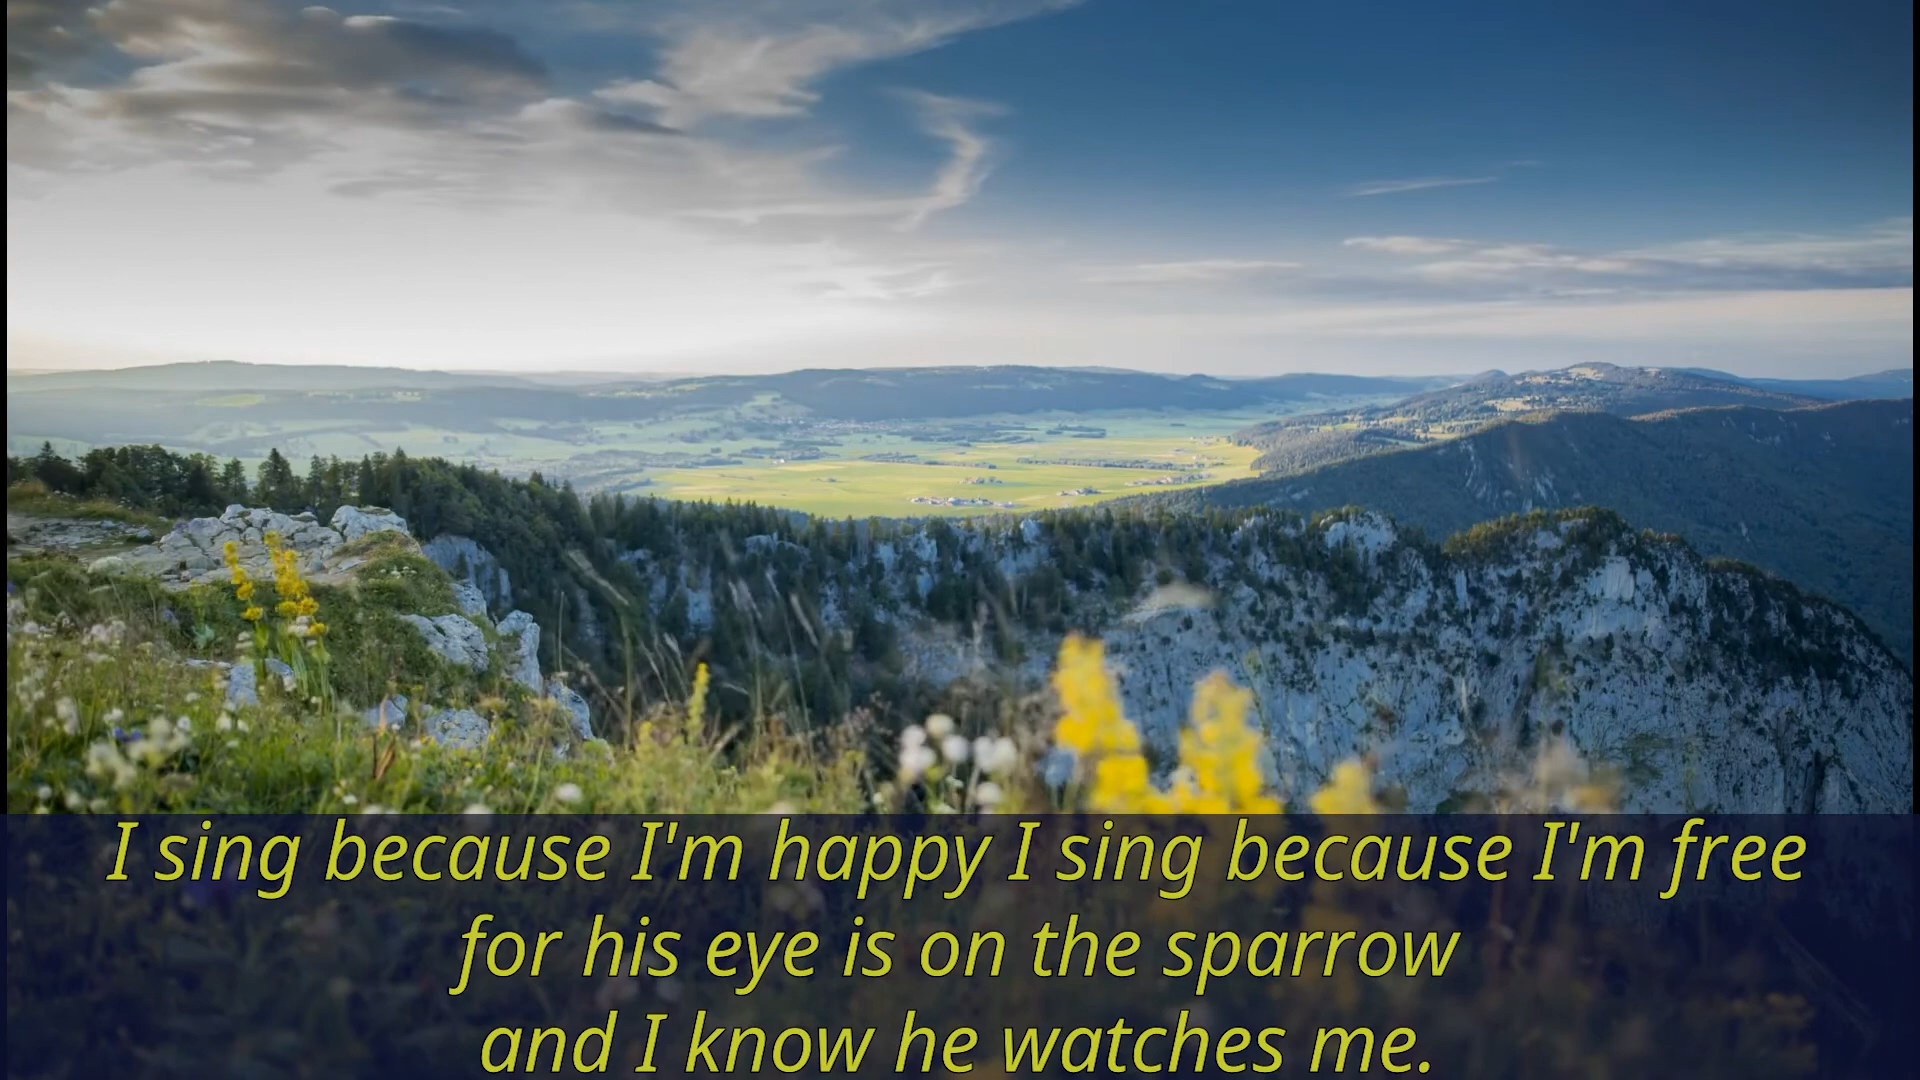 I sing because I'm happy I sing because I'm free
for his eye is on the sparrow
and I know he watches me.